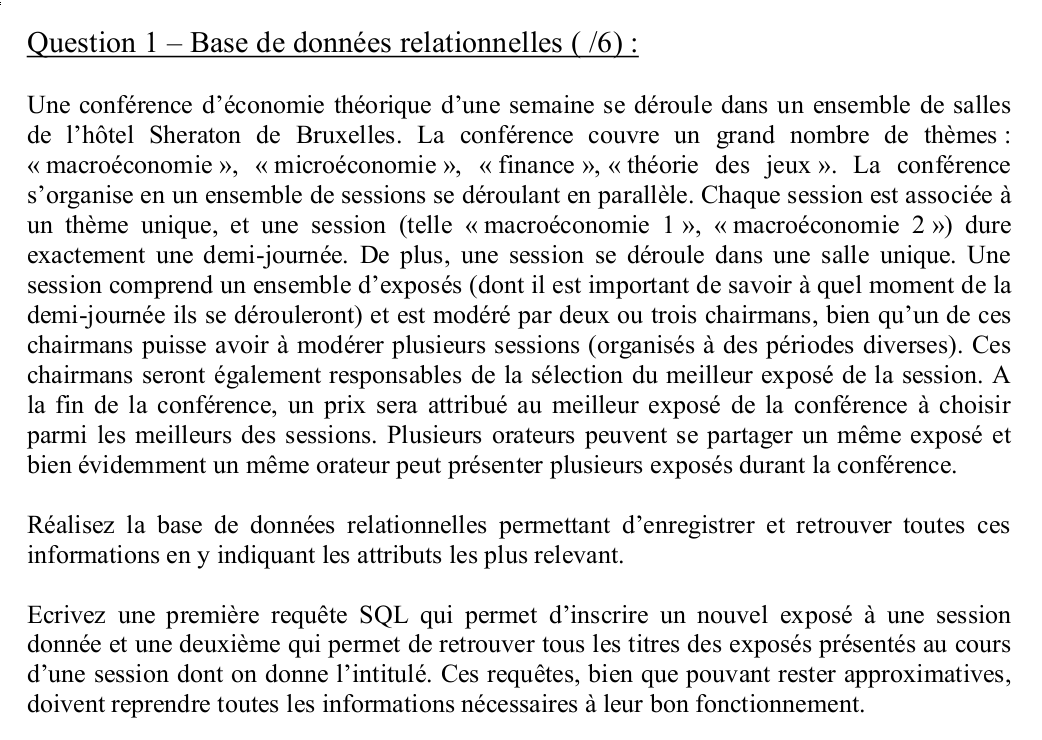 Question 1 – Base de données relationnelles ( /6) :
Une conférence d’économie théorique d’une semaine se déroule dans un ensemble de salles
de l’hôtel Sheraton de Bruxelles. La conférence couvre un grand nombre de thèmes :
« macroéconomie », « microéconomie », « finance », « théorie des jeux ». La conférence
s’organise en un ensemble de sessions se déroulant en parallèle. Chaque session est associée à
un thème unique, et une session (telle « macroéconomie 1 », « macroéconomie 2 ») dure
exactement une demi-journée. De plus, une session se déroule dans une salle unique. Une
session comprend un ensemble d’exposés (dont il est important de savoir à quel moment de la
demi-journée ils se dérouleront) et est modéré par deux ou trois chairmans, bien qu’un de ces
chairmans puisse avoir à modérer plusieurs sessions (organisés à des périodes diverses). Ces
chairmans seront également responsables de la sélection du meilleur exposé de la session. A
la fin de la conférence, un prix sera attribué au meilleur exposé de la conférence à choisir
parmi les meilleurs des sessions. Plusieurs orateurs peuvent se partager un même exposé et
bien évidemment un même orateur peut présenter plusieurs exposés durant la conférence.
Réalisez la base de données relationnelles permettant d’enregistrer et retrouver toutes ces
informations en y indiquant les attributs les plus relevant.
Ecrivez une première requête SQL qui permet d’inscrire un nouvel exposé à une session
donnée et une deuxième qui permet de retrouver tous les titres des exposés présentés au cours
d’une session dont on donne l’intitulé. Ces requêtes, bien que pouvant rester approximatives,
doivent reprendre toutes les informations nécessaires à leur bon fonctionnement.